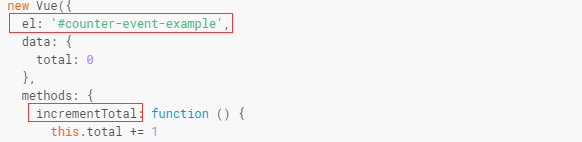 new Vue({
el: '#counter-event-example',
data: {
total: 0
},
methods: {
incrementTotal: function () {
this.total += 1